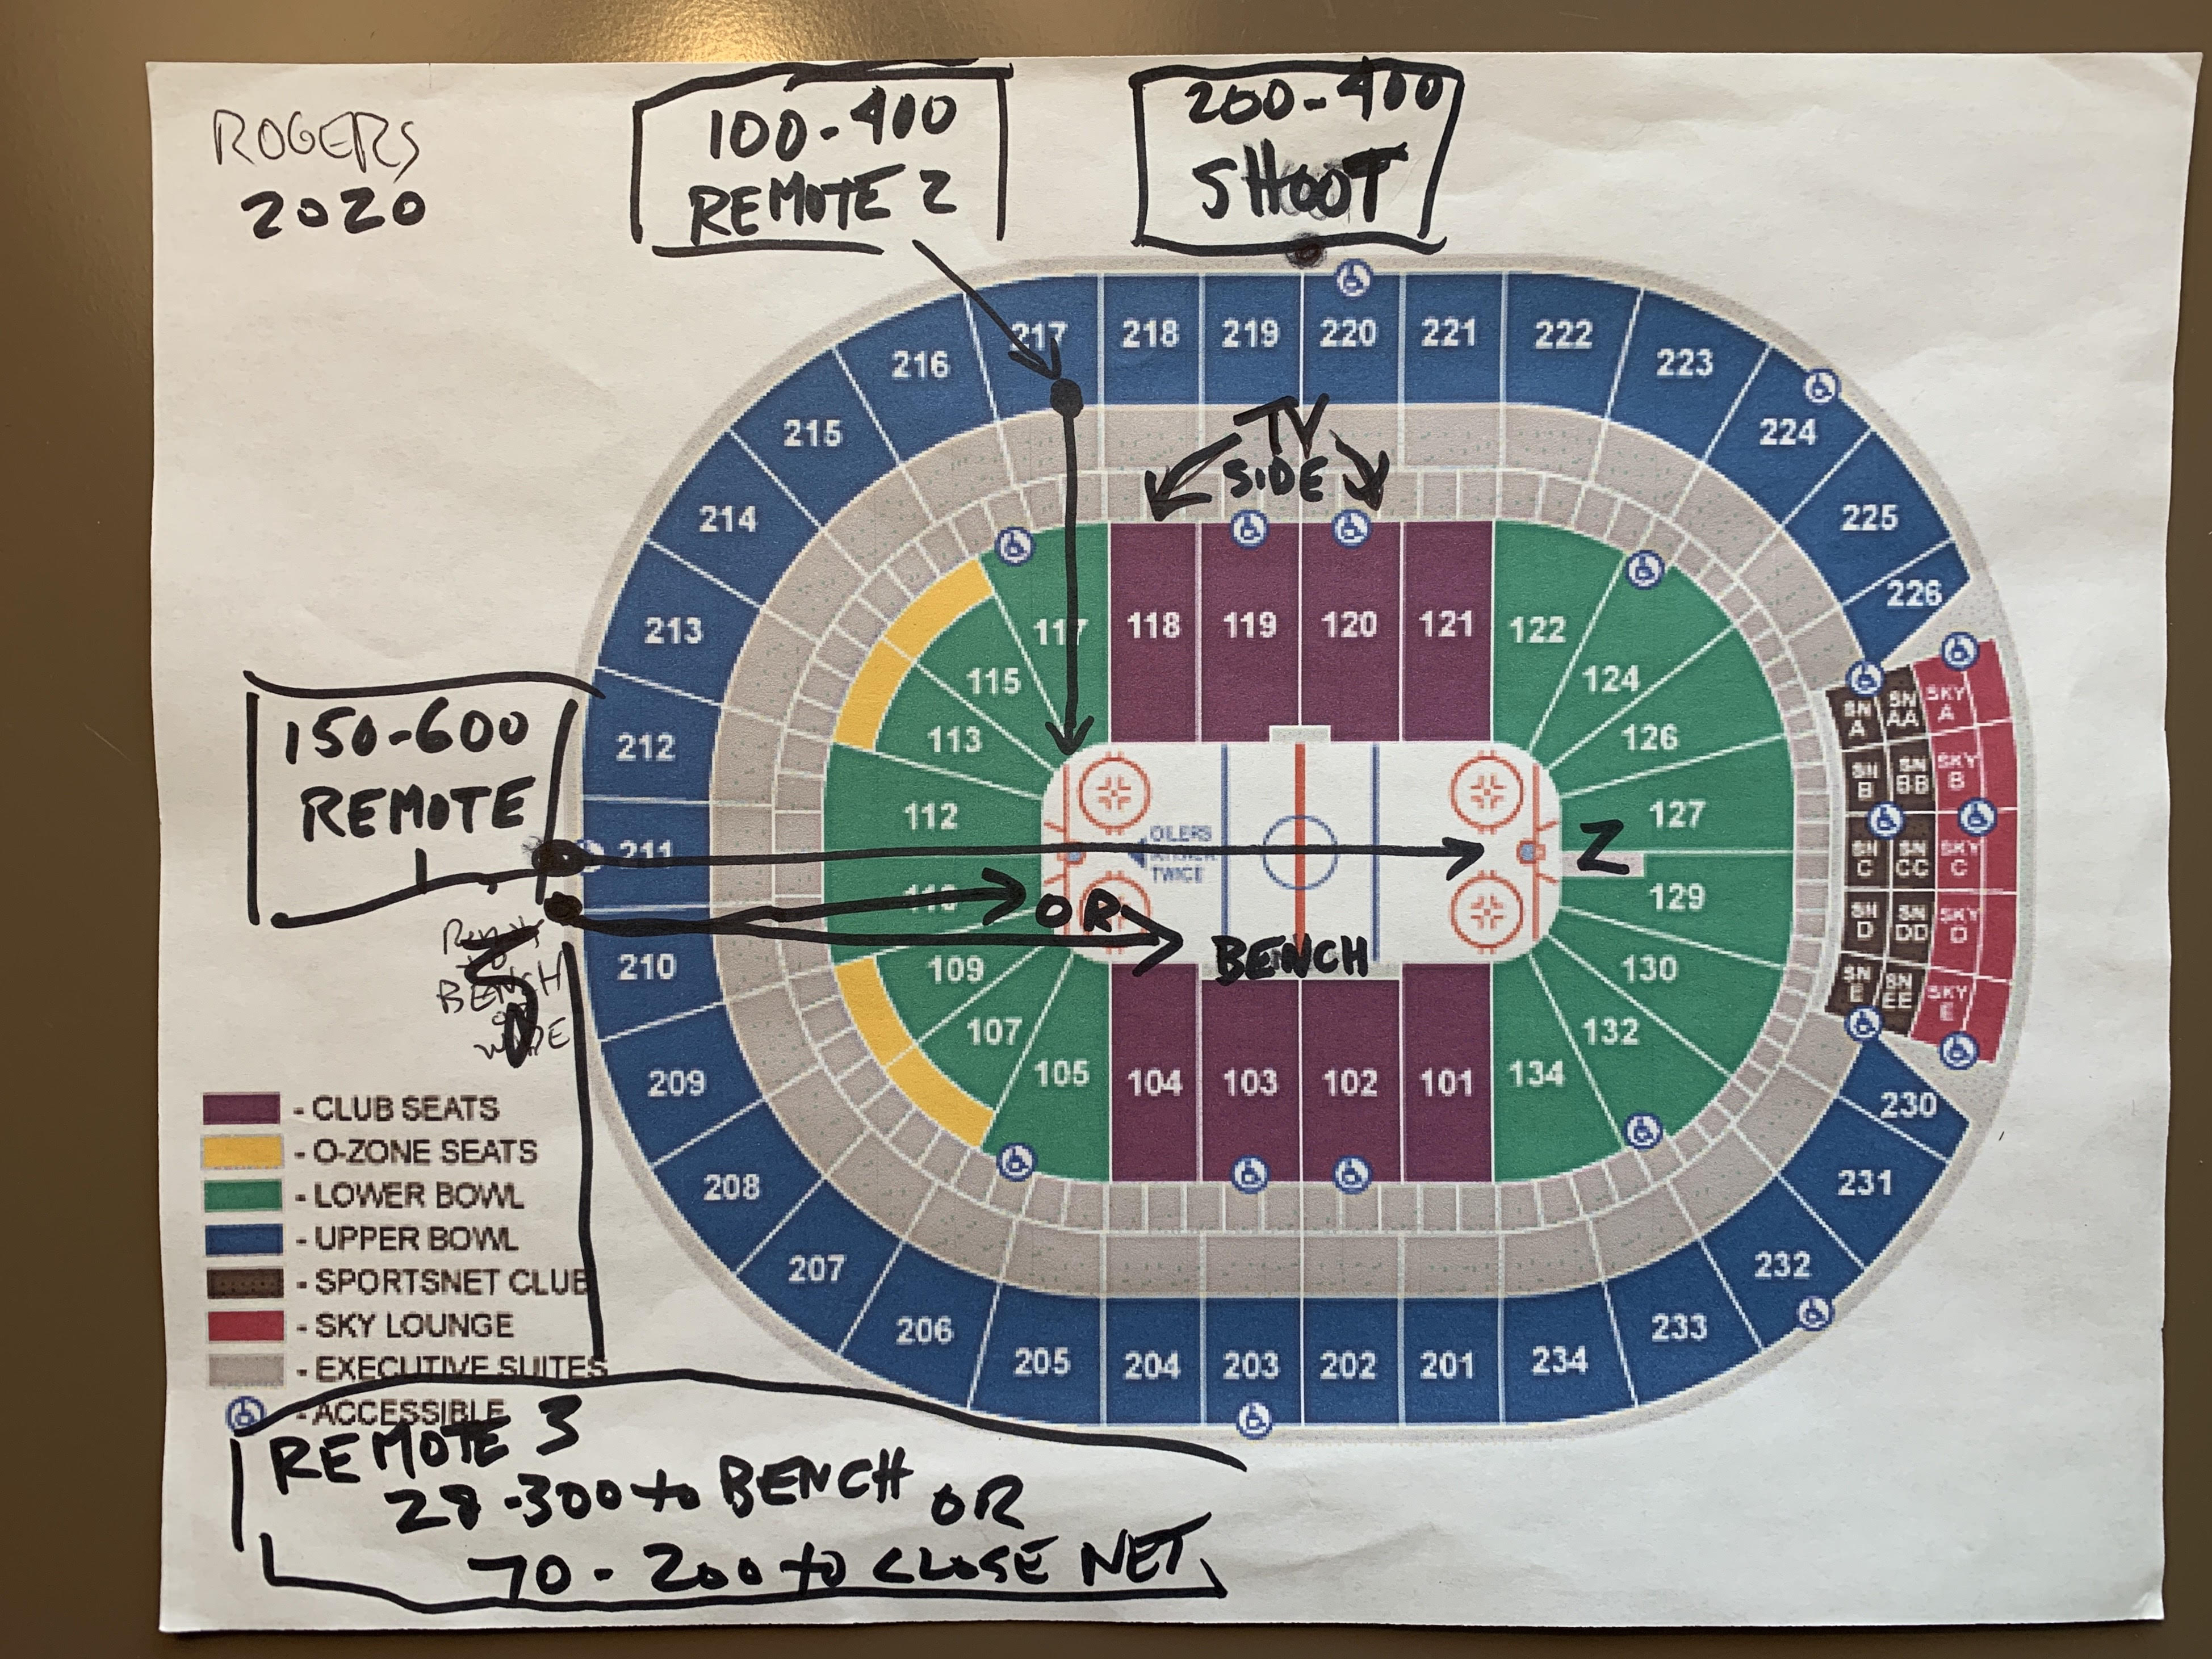 ROGERS
2020
100-400
REMOTE 2
200-400
SHOOT
217
218
219
220
221
222
216
223
215
224
214
225
213
226
212
211
210
209
208
207
206
205
204
203
202
201
234
233
232
231
230
TV
SIDE
117
118
119
120
121
122
115
124
113
126
112
127
110
129
109
130
107
132
105
104
103
102
101
134
OILERS
TWICE
Z
OR
BENCH
SN
A
SN
AA
SKY
A
SN
B
SN
BB
SKY
B
SN
C
SN
CC
SKY
C
SN
D
SN
DD
SKY
D
SN
E
SN
EE
SKY
E
150-600
REMOTE
1
BENCH
- CLUB SEATS
- O-ZONE SEATS
- LOWER BOWL
- UPPER BOWL
- SPORTSNET CLUB
- SKY LOUNGE
- EXECUTIVE SUITES
- ACCESSIBLE
REMOTE 3
28-300 to BENCH OR
70-200 to CLOSE NET